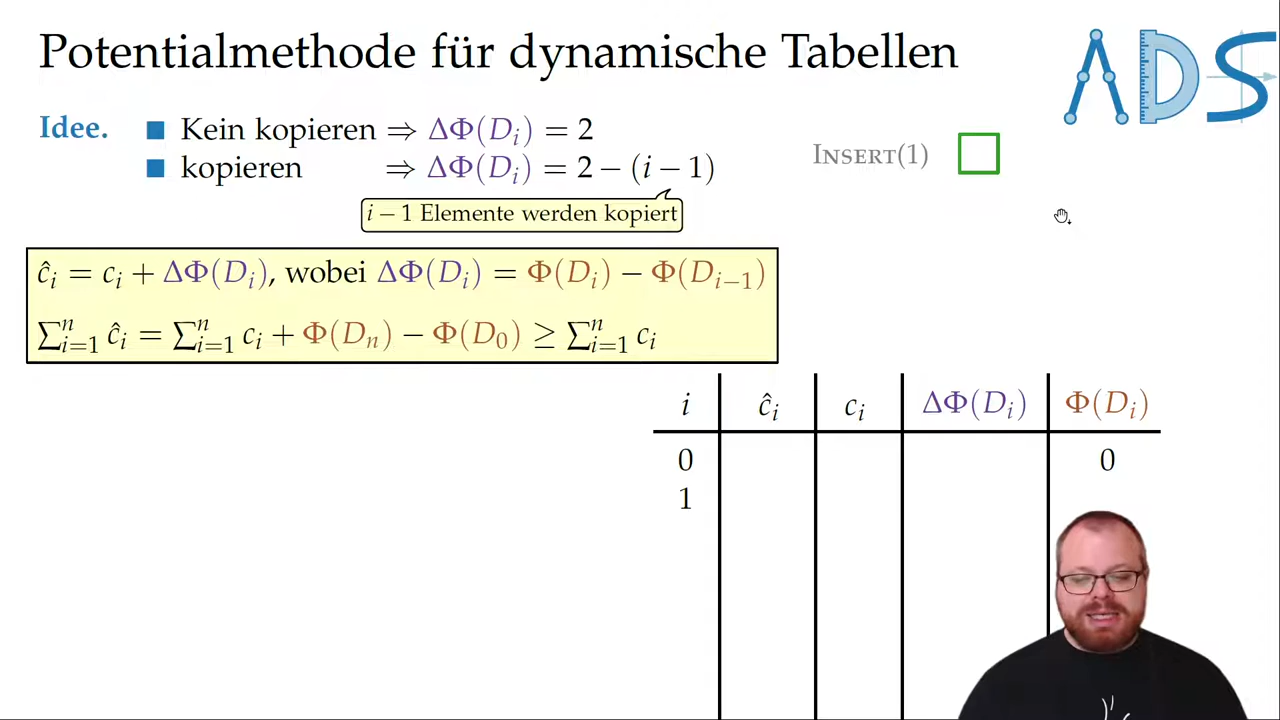 Potentialmethode für dynamische Tabellen
ADS
Idee. ■ Kein kopieren ⇒ ΔΦ(D_i) = 2
■ kopieren ⇒ ΔΦ(D_i) = 2 − (i − 1)
INSERT(1)
i − 1 Elemente werden kopiert
ĉ_i = c_i + ΔΦ(D_i), wobei ΔΦ(D_i) = Φ(D_i) − Φ(D_{i−1})
∑_{i=1}^n ĉ_i = ∑_{i=1}^n c_i + Φ(D_n) − Φ(D_0) ≥ ∑_{i=1}^n c_i
i ĉ_i c_i ΔΦ(D_i) Φ(D_i)
0 0
1